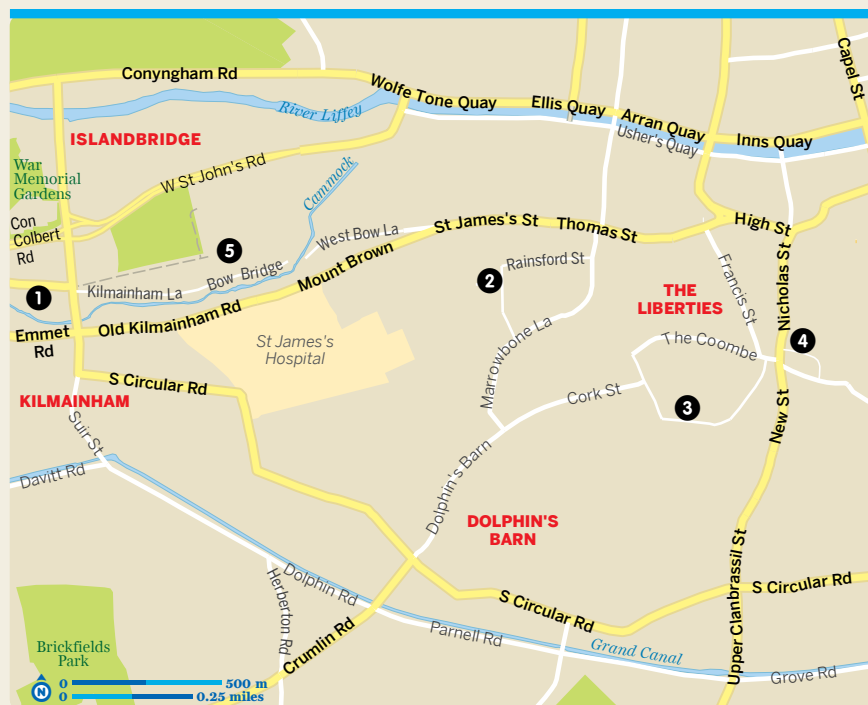 Conyngham Rd
Capel St
Wolfe Tone Quay
Ellis Quay
Arran Quay
Inns Quay
River Liffey
Usher's Quay
ISLANDBRIDGE
War
Memorial
Gardens
W St John's Rd
Cammock
Con
Colbert
Rd
5
West Bow La
St James's St
Thomas St
High St
Bow Bridge
Mount Brown
2
Rainsford St
Francis St
Nicholas St
1
Kilmainham La
THE
LIBERTIES
Emmet
Rd
Old Kilmainham Rd
St James's
Hospital
Marrowbone La
The Coombe
4
KILMAINHAM
S Circular Rd
Cork St
3
New St
Suir St
Davitt Rd
Dolphin's Barn
DOLPHIN'S
BARN
Upper Clanbrassil St
Dolphin Rd
Herberton Rd
S Circular Rd
S Circular Rd
Crumlin Rd
Parnell Rd
Grand Canal
Grove Rd
Brickfields
Park
N
0 500 m
0 0.25 miles